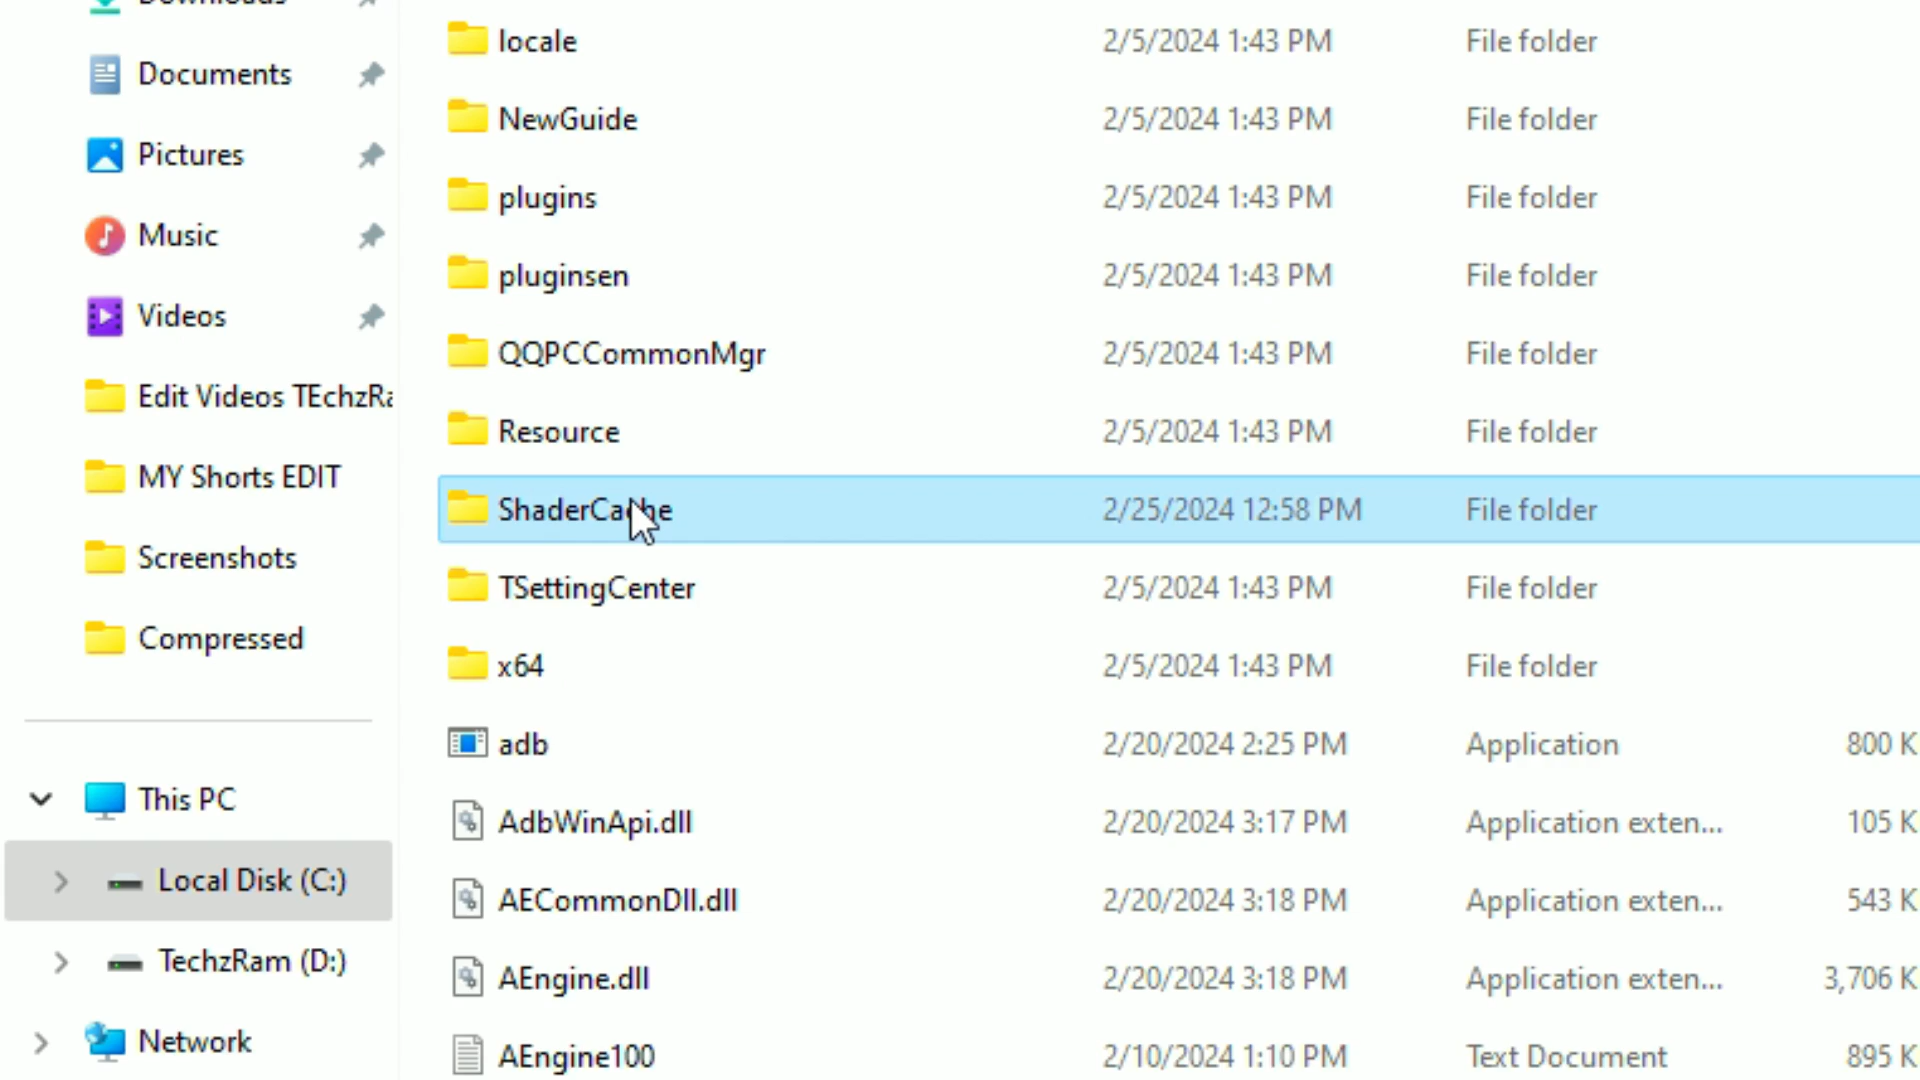 Downloads
Documents
Pictures
Music
Videos
Edit Videos TEchzRa
MY Shorts EDIT
Screenshots
Compressed
This PC
Local Disk (C:)
TechzRam (D:)
Network
locale 2/5/2024 1:43 PM File folder
NewGuide 2/5/2024 1:43 PM File folder
plugins 2/5/2024 1:43 PM File folder
pluginsen 2/5/2024 1:43 PM File folder
QQPCCommonMgr 2/5/2024 1:43 PM File folder
Resource 2/5/2024 1:43 PM File folder
ShaderCache 2/25/2024 12:58 PM File folder
TSettingCenter 2/5/2024 1:43 PM File folder
x64 2/5/2024 1:43 PM File folder
adb 2/20/2024 2:25 PM Application 800 K
AdbWinApi.dll 2/20/2024 3:17 PM Application exten... 105 K
AECommonDll.dll 2/20/2024 3:18 PM Application exten... 543 K
AEngine.dll 2/20/2024 3:18 PM Application exten... 3,706 K
AEngine100 2/10/2024 1:10 PM Text Document 895 K